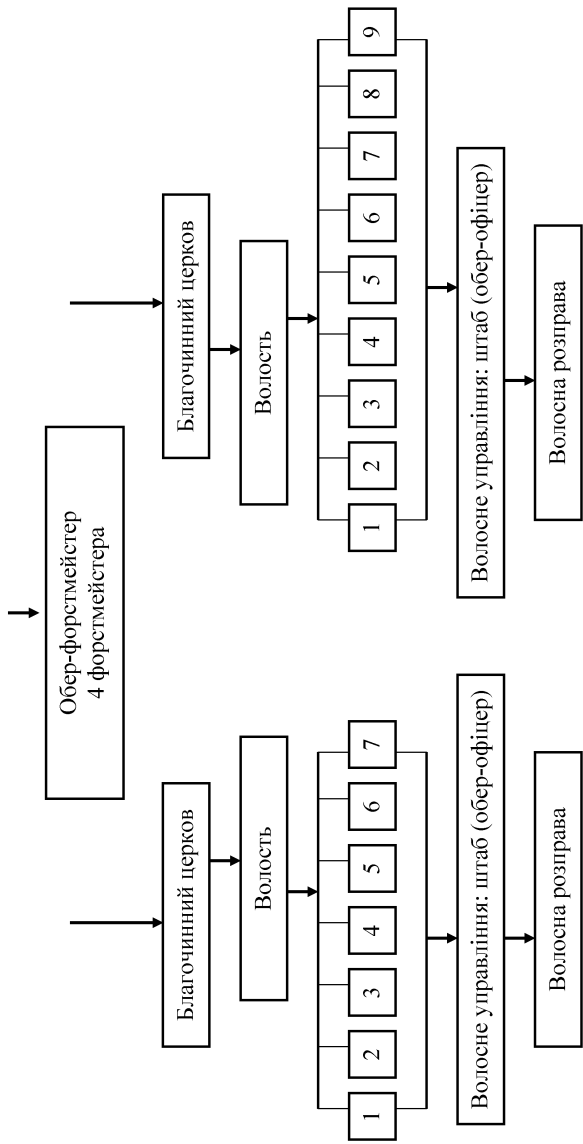 Обер-форстмейстер
4 форстмейстера
Благочинний церков
Волость
1 2 3 4 5 6 7
Волосне управління: штаб (обер-офіцер)
Волосна розправа
Благочинний церков
Волость
1 2 3 4 5 6 7 8 9
Волосне управління: штаб (обер-офіцер)
Волосна розправа